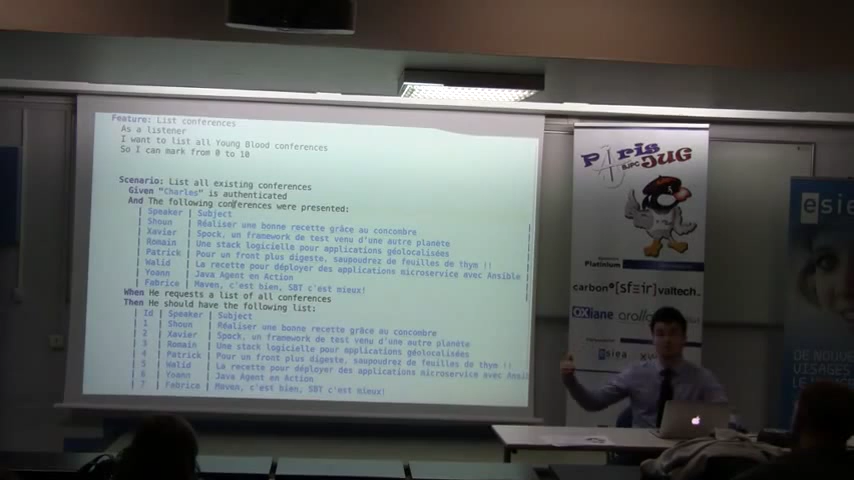 Feature: List conferences
As a listener
I want to list all Young Blood conferences
So I can mark from 0 to 10
Scenario: List all existing conferences
Given "Charles" is authenticated
And The following conferences were presented:
| Speaker | Subject
| Shoun | Réaliser une bonne recette grâce au concombre
| Xavier | Spock, un framework de test venu d'une autre planète
| Romain | Une stack logicielle pour applications géolocalisées
| Patrick | Pour un front plus digeste, saupoudrez de feuilles de thym !!
| Walid | La recette pour déployer des applications microservice avec Ansible
| Yoann | Java Agent en Action
| Fabrice | Maven, c'est bien, SBT c'est mieux!
When He requests a list of all conferences
Then He should have the following list:
| Id | Speaker | Subject
| 1 | Shoun | Réaliser une bonne recette grâce au concombre
| 2 | Xavier | Spock, un framework de test venu d'une autre planète
| 3 | Romain | Une stack logicielle pour applications géolocalisées
| 4 | Patrick | Pour un front plus digeste, saupoudrez de feuilles de thym !!
| 5 | Walid | La recette pour déployer des applications microservice avec Ansibl
| 6 | Yoann | Java Agent en Action
| 7 | Fabrice | Maven, c'est bien, SBT c'est mieux!
Paris
JUG
Platinium
carbon [sfeir] valtech_
oxiane
esiea
esie
DE NOUVE
VISAGES
LE